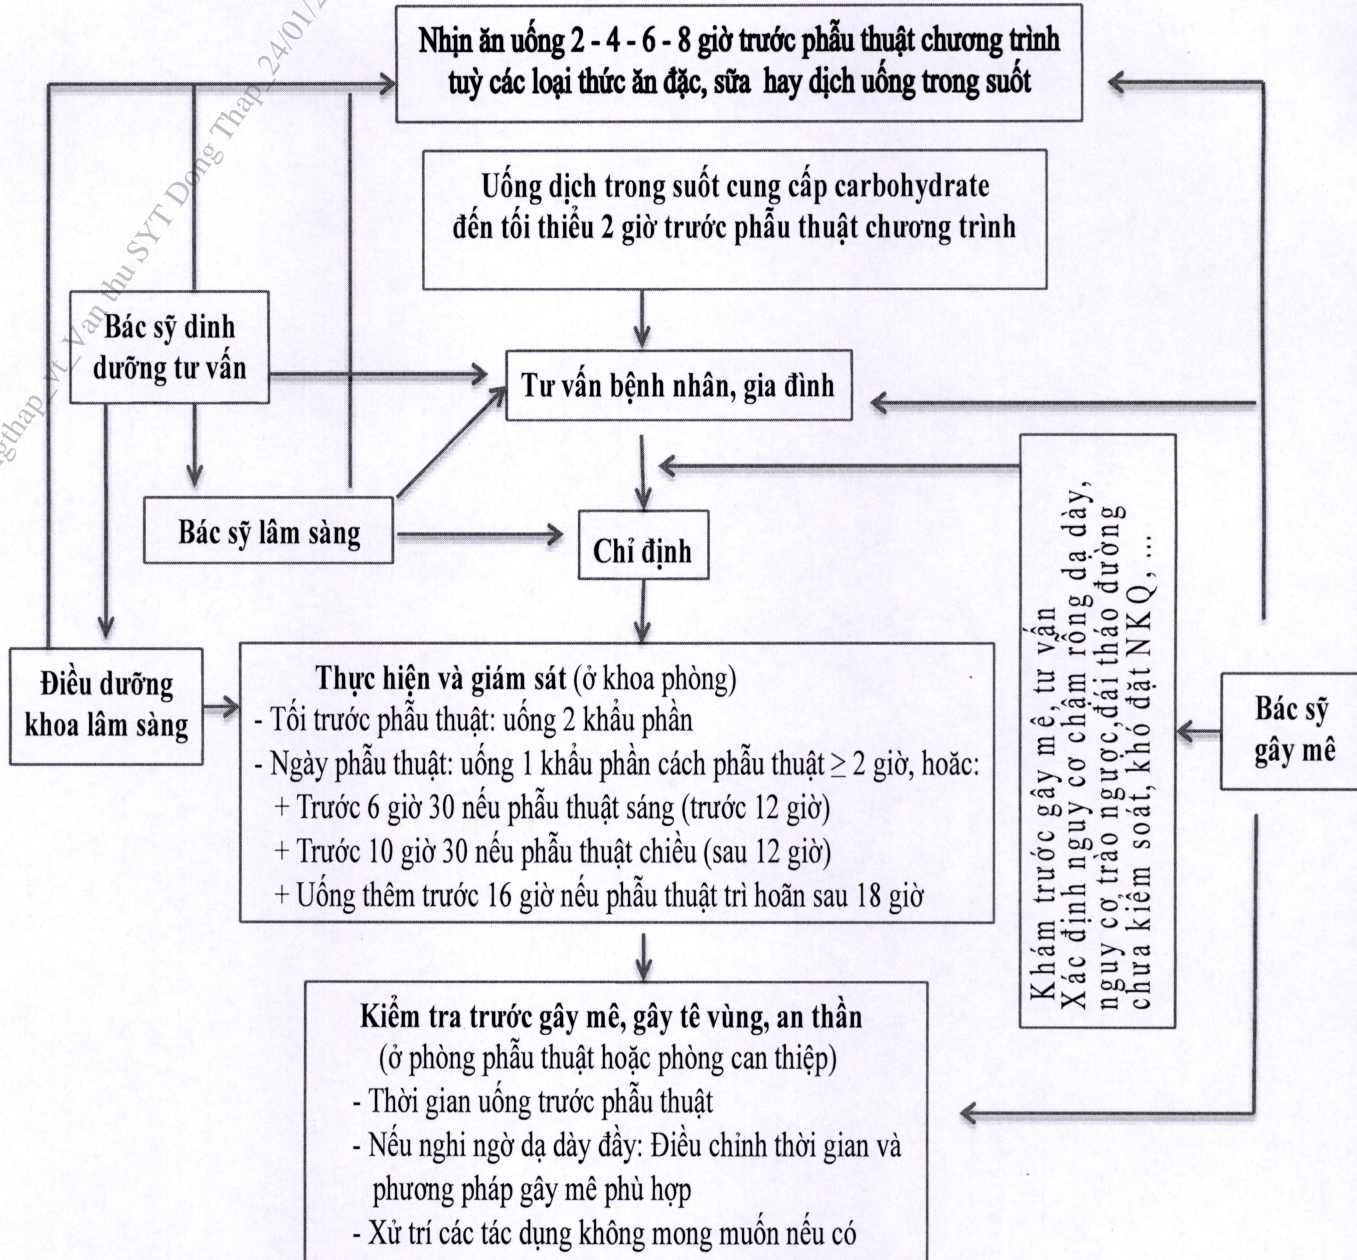 Nhịn ăn uống 2 - 4 - 6 - 8 giờ trước phẫu thuật chương trình
tuỳ các loại thức ăn đặc, sữa hay dịch uống trong suốt
Uống dịch trong suốt cung cấp carbohydrate
đến tối thiểu 2 giờ trước phẫu thuật chương trình
Bác sỹ dinh
dưỡng tư vấn
Tư vấn bệnh nhân, gia đình
Bác sỹ lâm sàng
Chỉ định
Điều dưỡng
khoa lâm sàng
Thực hiện và giám sát (ở khoa phòng)
- Tối trước phẫu thuật: uống 2 khẩu phần
- Ngày phẫu thuật: uống 1 khẩu phần cách phẫu thuật ≥ 2 giờ, hoăc:
+ Trước 6 giờ 30 nếu phẫu thuật sáng (trước 12 giờ)
+ Trước 10 giờ 30 nếu phẫu thuật chiều (sau 12 giờ)
+ Uống thêm trước 16 giờ nếu phẫu thuật trì hoãn sau 18 giờ
Khám trước gây mê, tư vấn
Xác định nguy cơ chậm rỗng dạ dày,
nguy cơ trào ngược,đái tháo đường
chưa kiểm soát, khó đặt NKQ, ...
Bác sỹ
gây mê
Kiểm tra trước gây mê, gây tê vùng, an thần
(ở phòng phẫu thuật hoặc phòng can thiệp)
- Thời gian uống trước phẫu thuật
- Nếu nghi ngờ dạ dày đầy: Điều chỉnh thời gian và
phương pháp gây mê phù hợp
- Xử trí các tác dụng không mong muốn nếu có
gthap_vt_Van thu SYT Dong Thap_24/01/2